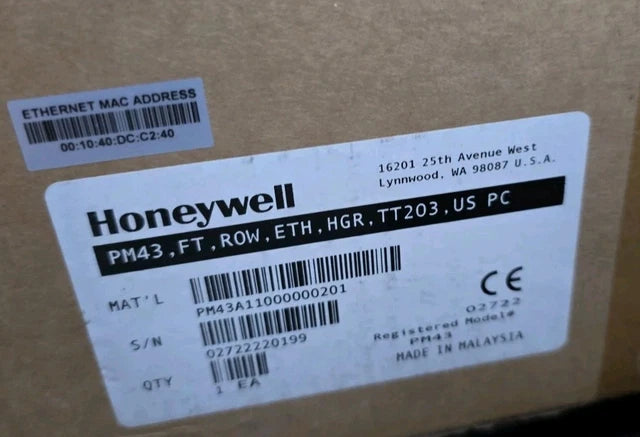 ETHERNET MAC ADDRESS
00:10:40:DC:C2:40
16201 25th Avenue West
Lynnwood, WA 98087 U.S.A.
Honeywell
PM43,FT,ROW,ETH,HGR,TT203,US PC
MAT'L
PM43A11000000201
S/N
02722220199
QTY
1 EA
CE
02722
Registered Model#
PM43
MADE IN MALAYSIA